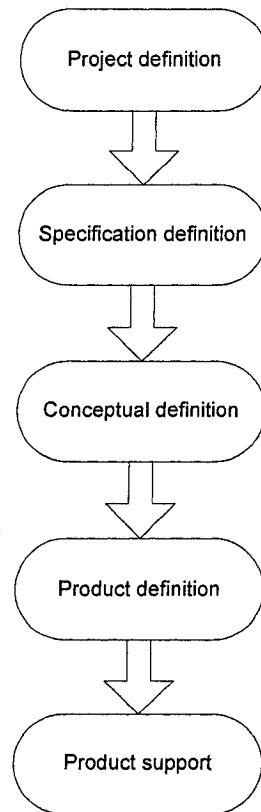 Project definition
Specification definition
Conceptual definition
Product definition
Product support